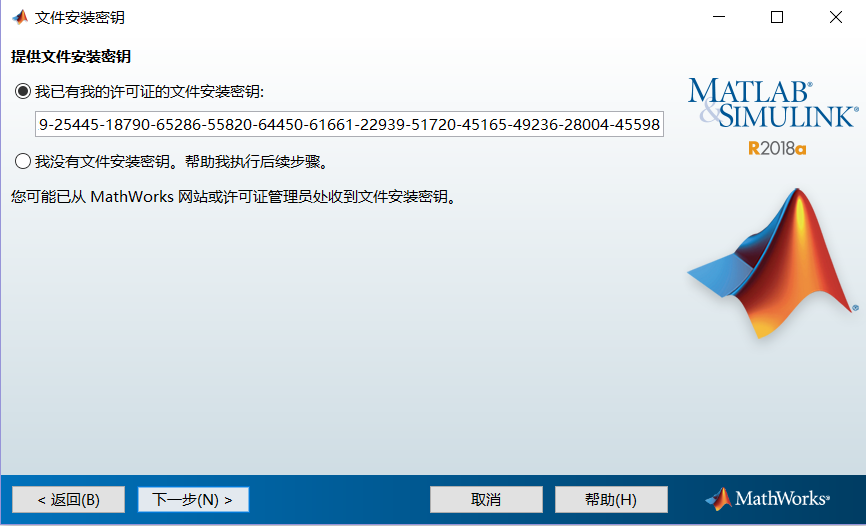 文件安装密钥
提供文件安装密钥
我已有我的许可证的文件安装密钥:
9-25445-18790-65286-55820-64450-61661-22939-51720-45165-49236-28004-45598
我没有文件安装密钥。帮助我执行后续步骤。
您可能已从 MathWorks 网站或许可证管理员处收到文件安装密钥。
MATLAB®
&SIMULINK®
R2018a
®
< 返回(B)
下一步(N) >
取消
帮助(H)
MathWorks®